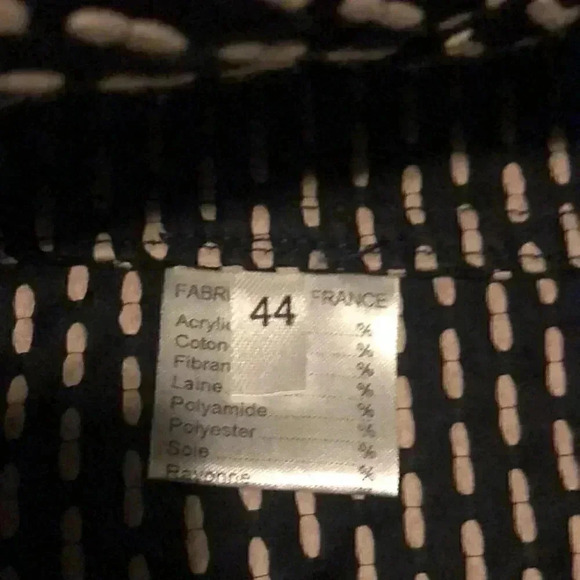 FABRI FRANCE
44
Acrylic %
Coton %
Fibran %
Laine %
Polyamide %
Polyester %
Soie %
Rayonne %